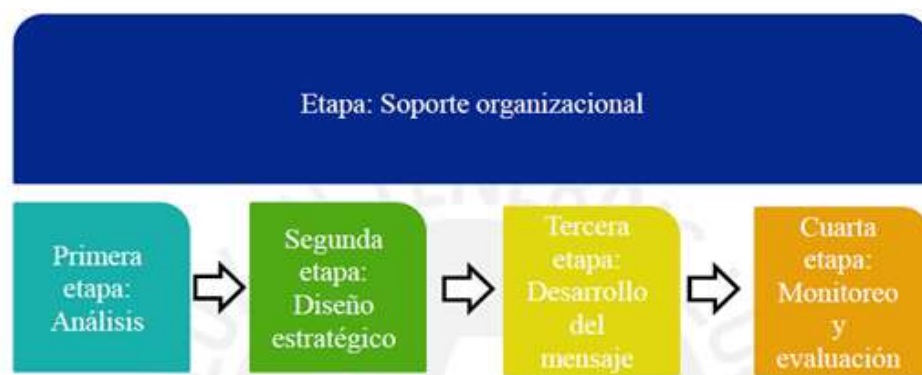 Etapa: Soporte organizacional
Primera
etapa:
Análisis
Segunda
etapa:
Diseño
estratégico
Tercera
etapa:
Desarrollo
del
mensaje
Cuarta
etapa:
Monitoreo
y
evaluación